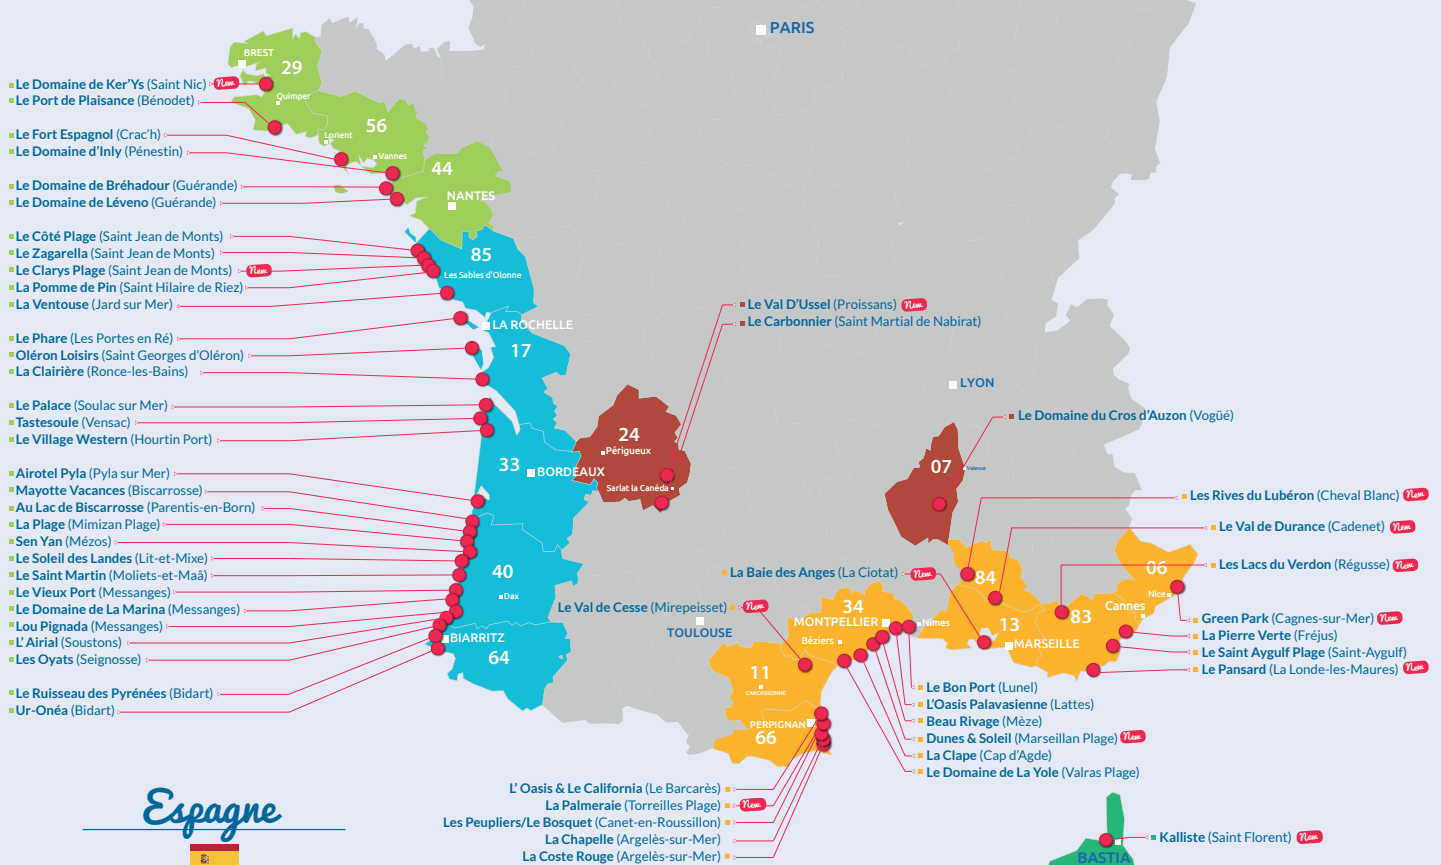 PARIS
BREST
29
Le Domaine de Ker'Ys (Saint Nic) New
Quimper
Le Port de Plaisance (Bénodet)
56
Lorient
Le Fort Espagnol (Crac'h)
Vannes
Le Domaine d'Inly (Pénestin)
44
Le Domaine de Bréhadour (Guérande)
NANTES
Le Domaine de Léveno (Guérande)
Le Côté Plage (Saint Jean de Monts)
Le Zagarella (Saint Jean de Monts)
85
Le Clarys Plage (Saint Jean de Monts) New
Les Sables d'Olonne
La Pomme de Pin (Saint Hilaire de Riez)
La Ventouse (Jard sur Mer)
Le Val D'Ussel (Proissans) New
Le Carbonnier (Saint Martial de Nabirat)
LA ROCHELLE
Le Phare (Les Portes en Ré)
17
Oléron Loisirs (Saint Georges d'Oléron)
La Clairière (Ronce-les-Bains)
LYON
Le Palace (Soulac sur Mer)
Le Domaine du Cros d'Auzon (Vogüé)
Tastesoule (Vensac)
Le Village Western (Hourtin Port)
24
Périgueux
33
BORDEAUX
07
Valence
Airotel Pyla (Pyla sur Mer)
Sarlat la Canéda
Mayotte Vacances (Biscarrosse)
Les Rives du Lubéron (Cheval Blanc) New
Au Lac de Biscarrosse (Parentis-en-Born)
La Plage (Mimizan Plage)
Le Val de Durance (Cadenet) New
Sen Yan (Mézos)
Le Soleil des Landes (Lit-et-Mixe)
Les Lacs du Verdon (Régusse) New
40
06
La Baie des Anges (La Ciotat) New
Le Saint Martin (Moliets-et-Maâ)
84
Le Vieux Port (Messanges)
Dax
Nice
Le Domaine de La Marina (Messanges)
Le Val de Cesse (Mirepeisset) New
34
Cannes
83
Lou Pignada (Messanges)
TOULOUSE
MONTPELLIER
Nîmes
13
Green Park (Cagnes-sur-Mer) New
L' Airial (Soustons)
BIARRITZ
Béziers
MARSEILLE
La Pierre Verte (Fréjus)
Les Oyats (Seignosse)
64
Le Saint Aygulf Plage (Saint-Aygulf)
Le Pansard (La Londe-les-Maures) New
11
CARCASSONNE
Le Ruisseau des Pyrénées (Bidart)
Le Bon Port (Lunel)
Ur-Onéa (Bidart)
L'Oasis Palavasienne (Lattes)
PERPIGNAN
66
Beau Rivage (Mèze)
Dunes & Soleil (Marseillan Plage) New
La Clape (Cap d'Agde)
Le Domaine de La Yole (Valras Plage)
L' Oasis & Le California (Le Barcarès)
La Palmeraie (Torreilles Plage) New
Les Peupliers/Le Bosquet (Canet-en-Roussillon)
La Chapelle (Argelès-sur-Mer)
La Coste Rouge (Argelès-sur-Mer)
Espagne
Kalliste (Saint Florent) New
BASTIA